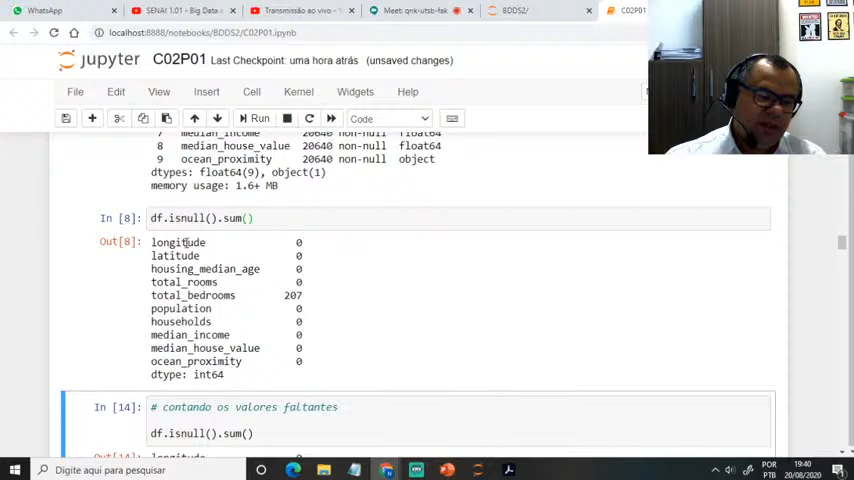 WhatsApp
SENAI 1.01 - Big Data e
Transmissão ao vivo -
Meet: qnk-utsb-fak
BDDS2/
C02P01
localhost:8888/notebooks/BDDS2/C02P01.ipynb
jupyter C02P01 Last Checkpoint: uma hora atrás (unsaved changes)
File Edit View Insert Cell Kernel Widgets Help
Run Code
7 median_income 20640 non-null float64
8 median_house_value 20640 non-null float64
9 ocean_proximity 20640 non-null object
dtypes: float64(9), object(1)
memory usage: 1.6+ MB
In [8]: df.isnull().sum()
Out[8]: longitude 0
latitude 0
housing_median_age 0
total_rooms 0
total_bedrooms 207
population 0
households 0
median_income 0
median_house_value 0
ocean_proximity 0
dtype: int64
In [14]: # contando os valores faltantes
df.isnull().sum()
Out[14]: longitude 0
Digite aqui para pesquisar
POR 19:40
PTB 20/08/2020